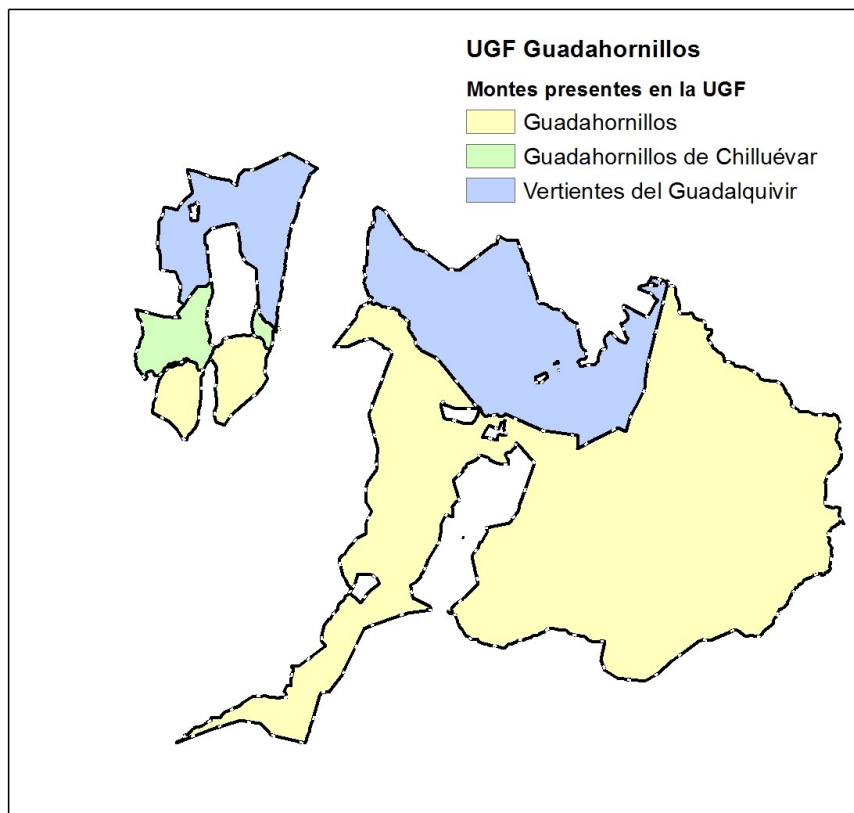 UGF Guadahornillos
Montes presentes en la UGF
Guadahornillos
Guadahornillos de Chilluévar
Vertientes del Guadalquivir